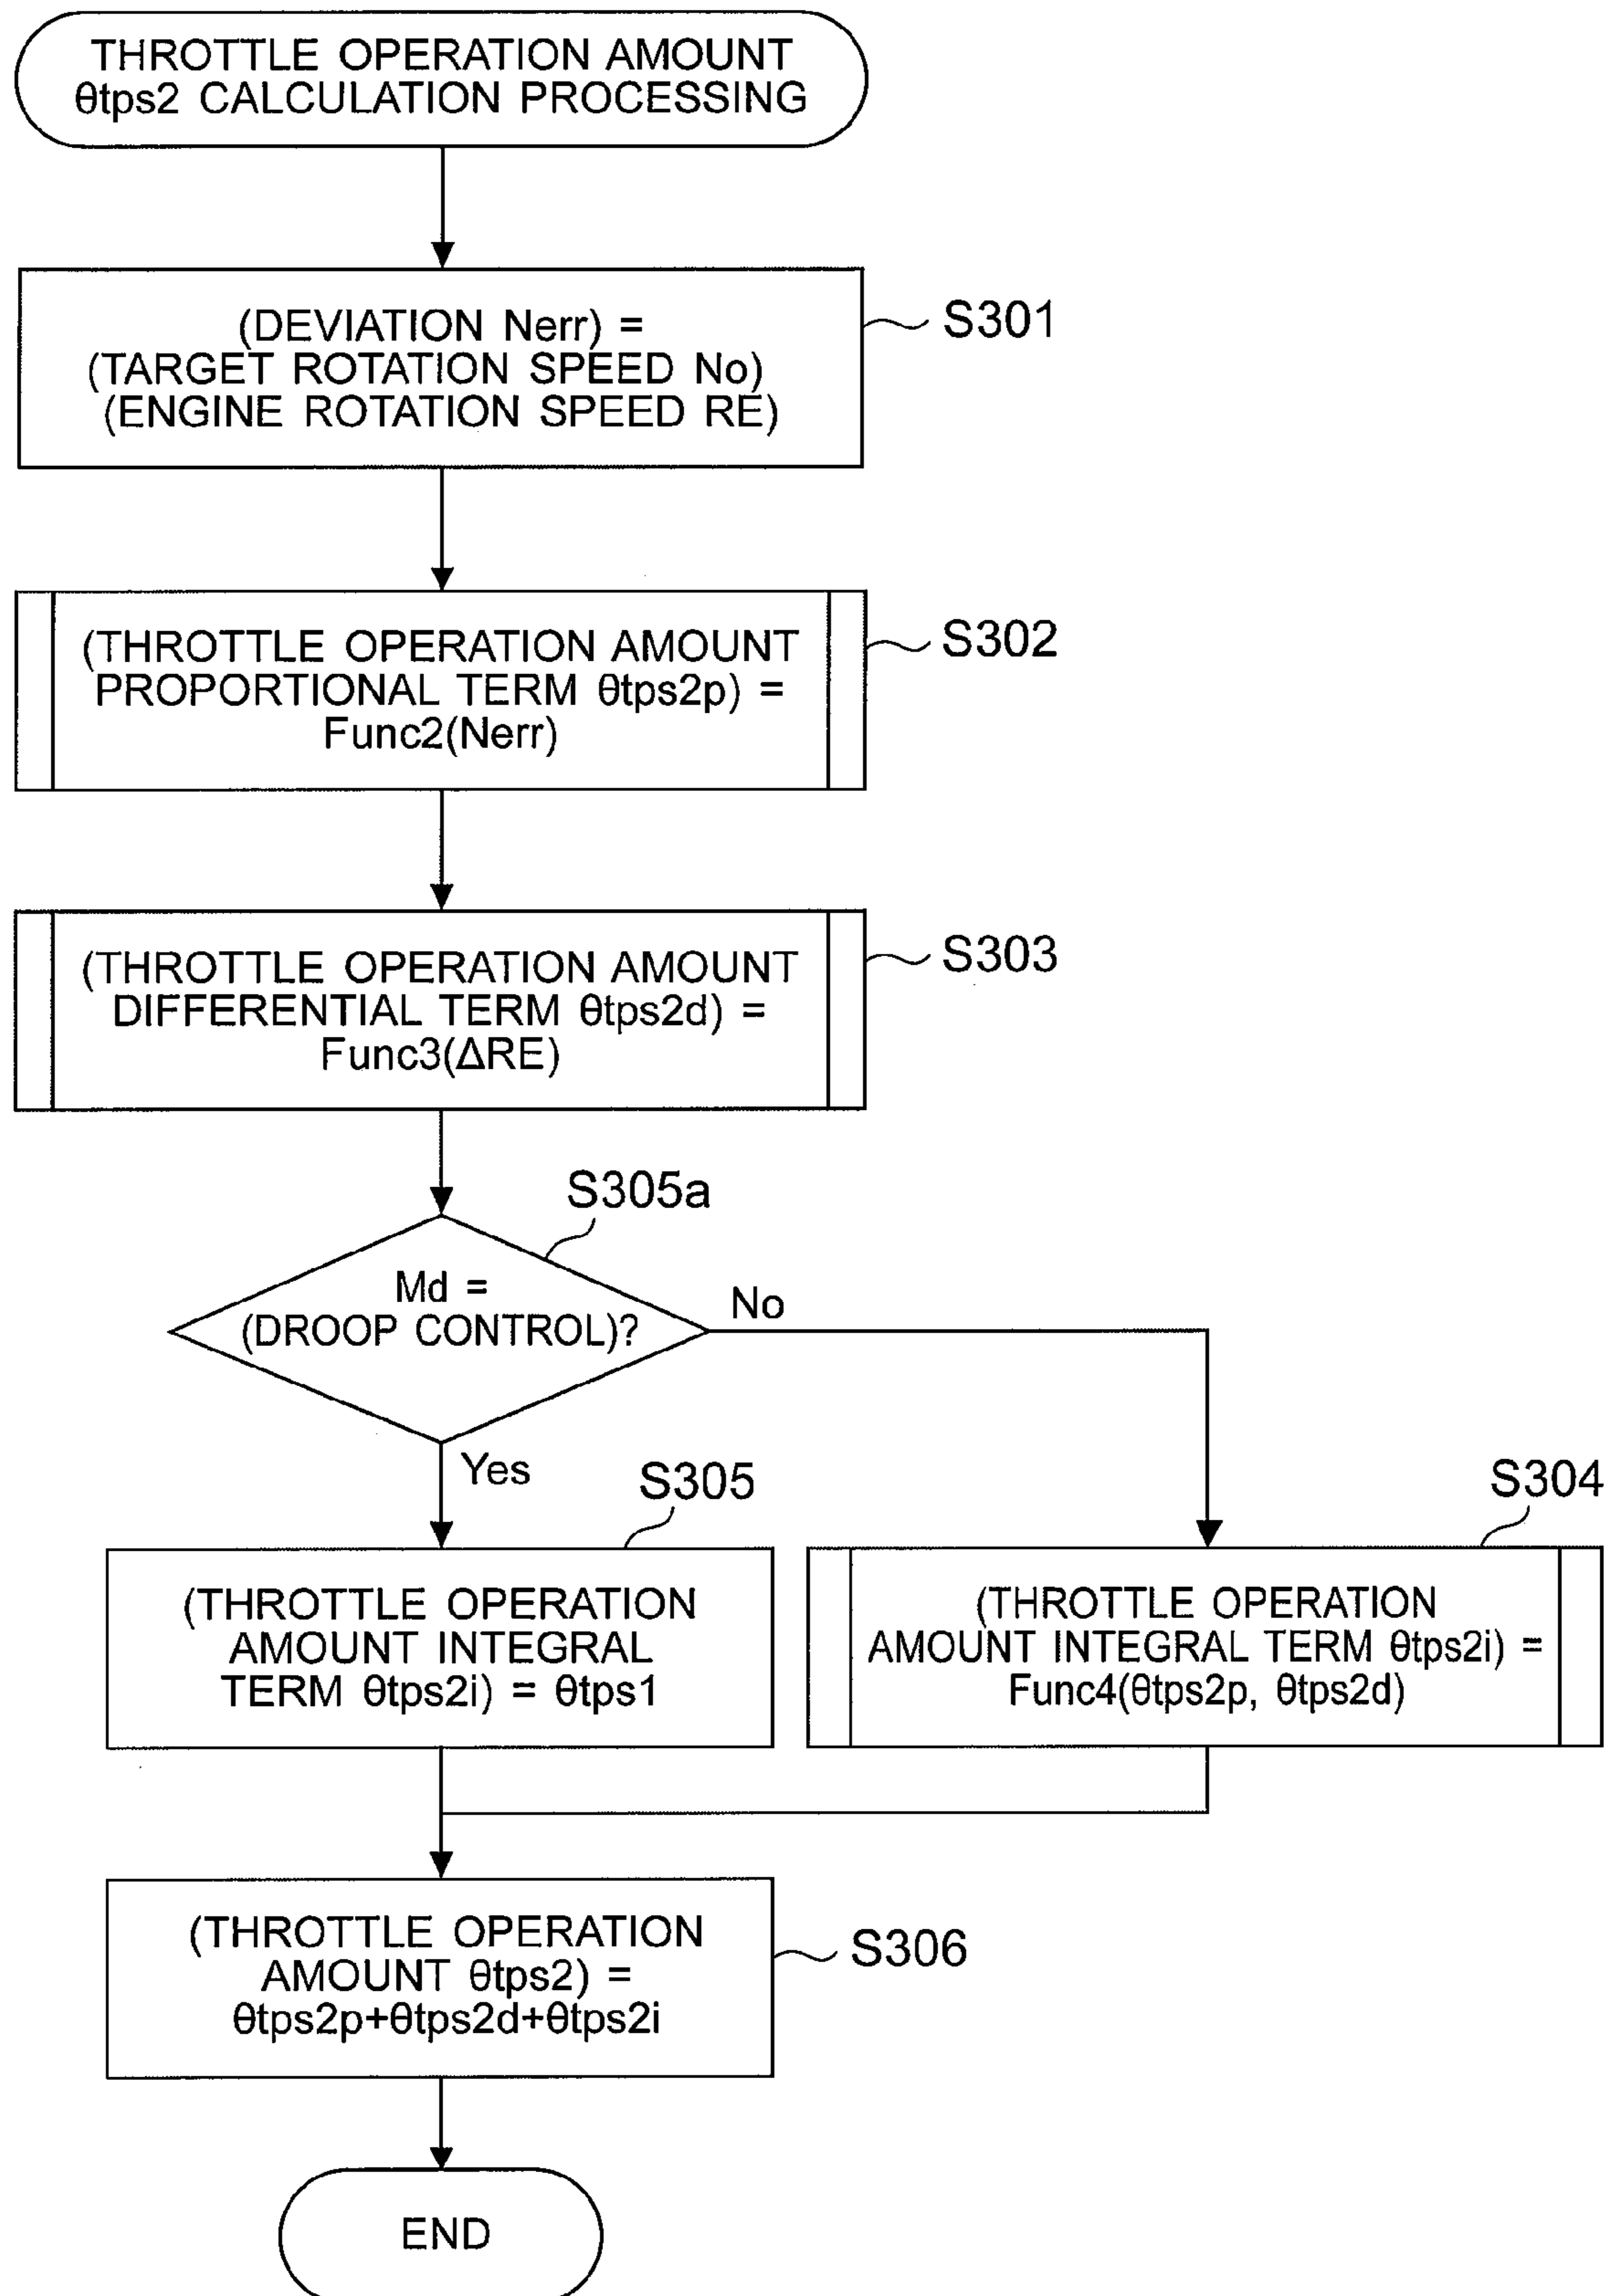 THROTTLE OPERATION AMOUNT
θtps2 CALCULATION PROCESSING
(DEVIATION Nerr) =
(TARGET ROTATION SPEED No)
(ENGINE ROTATION SPEED RE)
S301
(THROTTLE OPERATION AMOUNT
PROPORTIONAL TERM θtps2p) =
Func2(Nerr)
S302
(THROTTLE OPERATION AMOUNT
DIFFERENTIAL TERM θtps2d) =
Func3(ΔRE)
S303
S305a
Md =
(DROOP CONTROL)?
No
Yes
S305
(THROTTLE OPERATION
AMOUNT INTEGRAL
TERM θtps2i) = θtps1
S304
(THROTTLE OPERATION
AMOUNT INTEGRAL TERM θtps2i) =
Func4(θtps2p, θtps2d)
(THROTTLE OPERATION
AMOUNT θtps2) =
θtps2p+θtps2d+θtps2i
S306
END